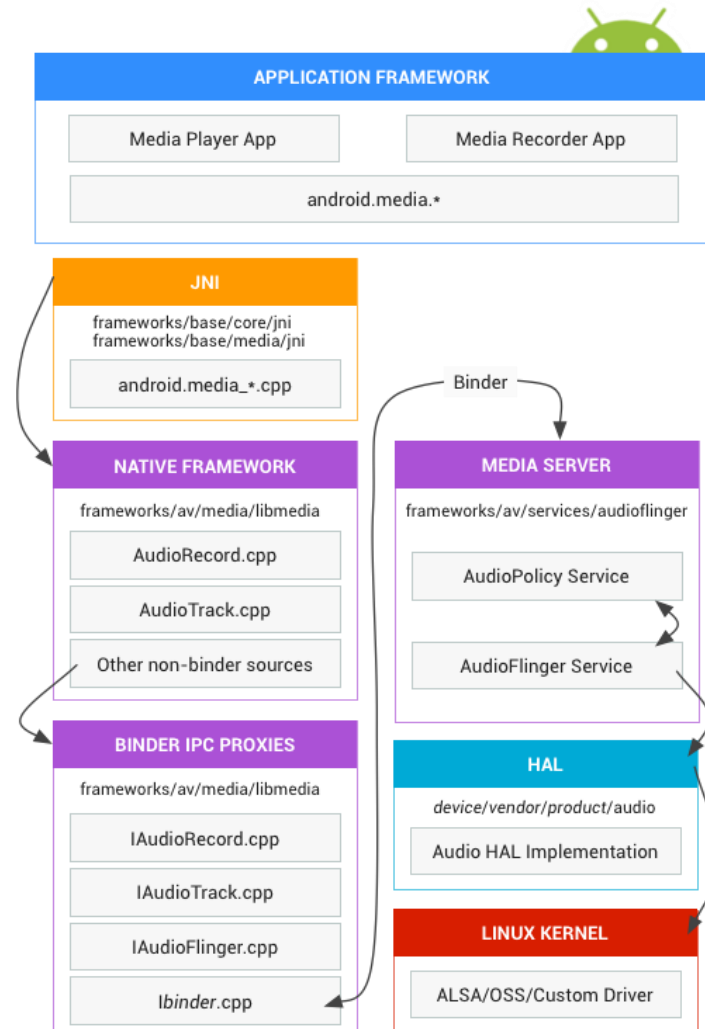 APPLICATION FRAMEWORK
Media Player App
Media Recorder App
android.media.*
JNI
frameworks/base/core/jni
frameworks/base/media/jni
android.media_*.cpp
Binder
NATIVE FRAMEWORK
frameworks/av/media/libmedia
AudioRecord.cpp
AudioTrack.cpp
Other non-binder sources
MEDIA SERVER
frameworks/av/services/audioflinger
AudioPolicy Service
AudioFlinger Service
BINDER IPC PROXIES
frameworks/av/media/libmedia
IAudioRecord.cpp
IAudioTrack.cpp
IAudioFlinger.cpp
Ibinder.cpp
HAL
device/vendor/product/audio
Audio HAL Implementation
LINUX KERNEL
ALSA/OSS/Custom Driver